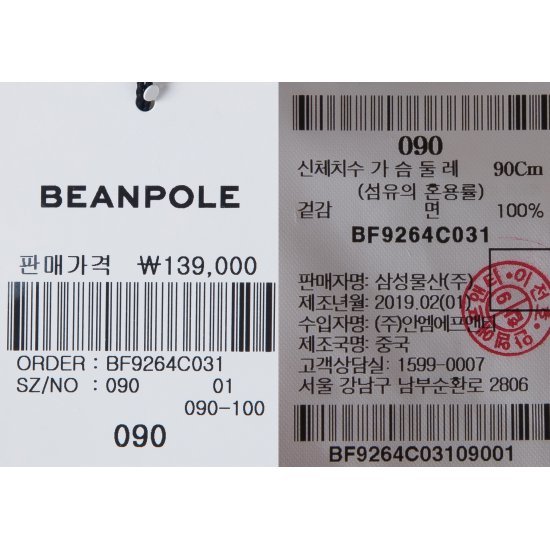 BEANPOLE
판매가격 ₩139,000
ORDER : BF9264C031
SZ/NO : 090 01
090-100
090
090
신체치수 가슴둘레 90Cm
(섬유의 혼용률)
겉감 면 100%
BF9264C031
판매자명: 삼성물산(주)
제조년월: 2019.02(01)
수입자명: (주)안엠에프앤티
제조국명: 중국
고객상담실: 1599-0007
서울 강남구 남부순환로 2806
BF9264C03109001